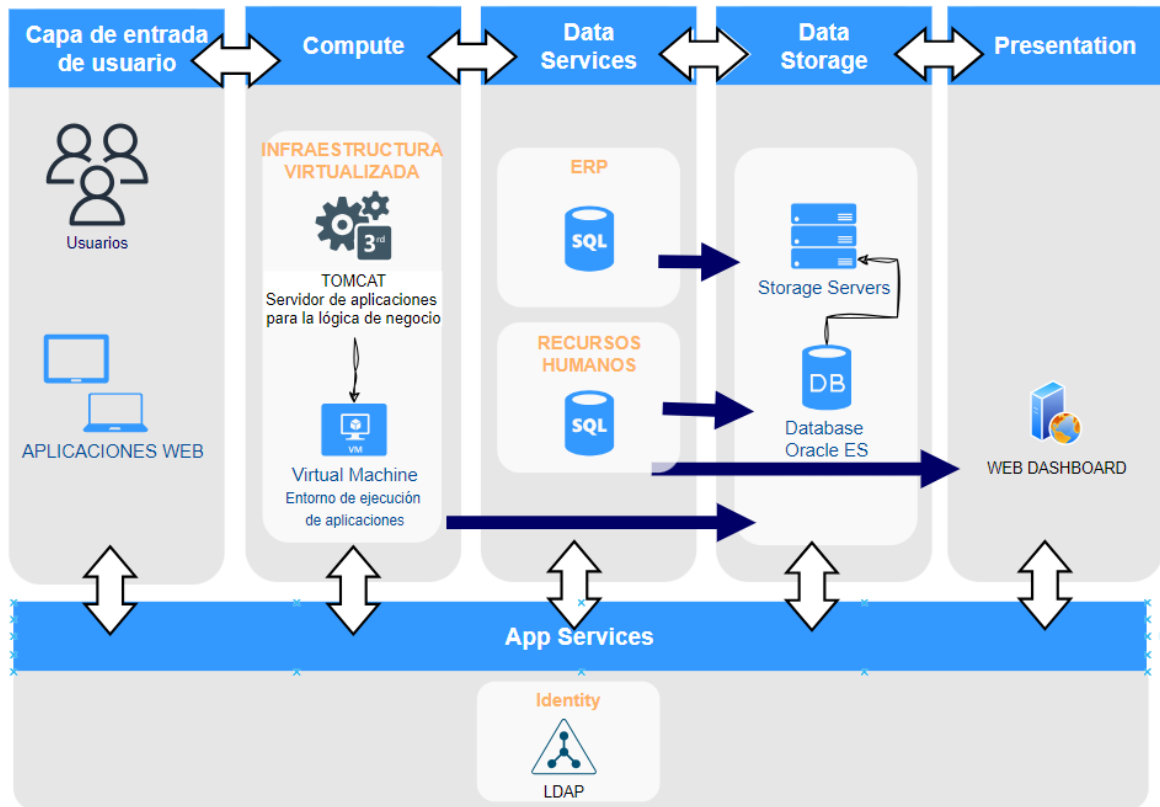 Capa de entrada
de usuario
Compute
Data
Services
Data
Storage
Presentation
Usuarios
APLICACIONES WEB
INFRAESTRUCTURA
VIRTUALIZADA
3rd
TOMCAT
Servidor de aplicaciones
para la lógica de negocio
VM
Virtual Machine
Entorno de ejecución
de aplicaciones
ERP
SQL
RECURSOS
HUMANOS
SQL
Storage Servers
DB
Database
Oracle ES
WEB DASHBOARD
App Services
Identity
LDAP